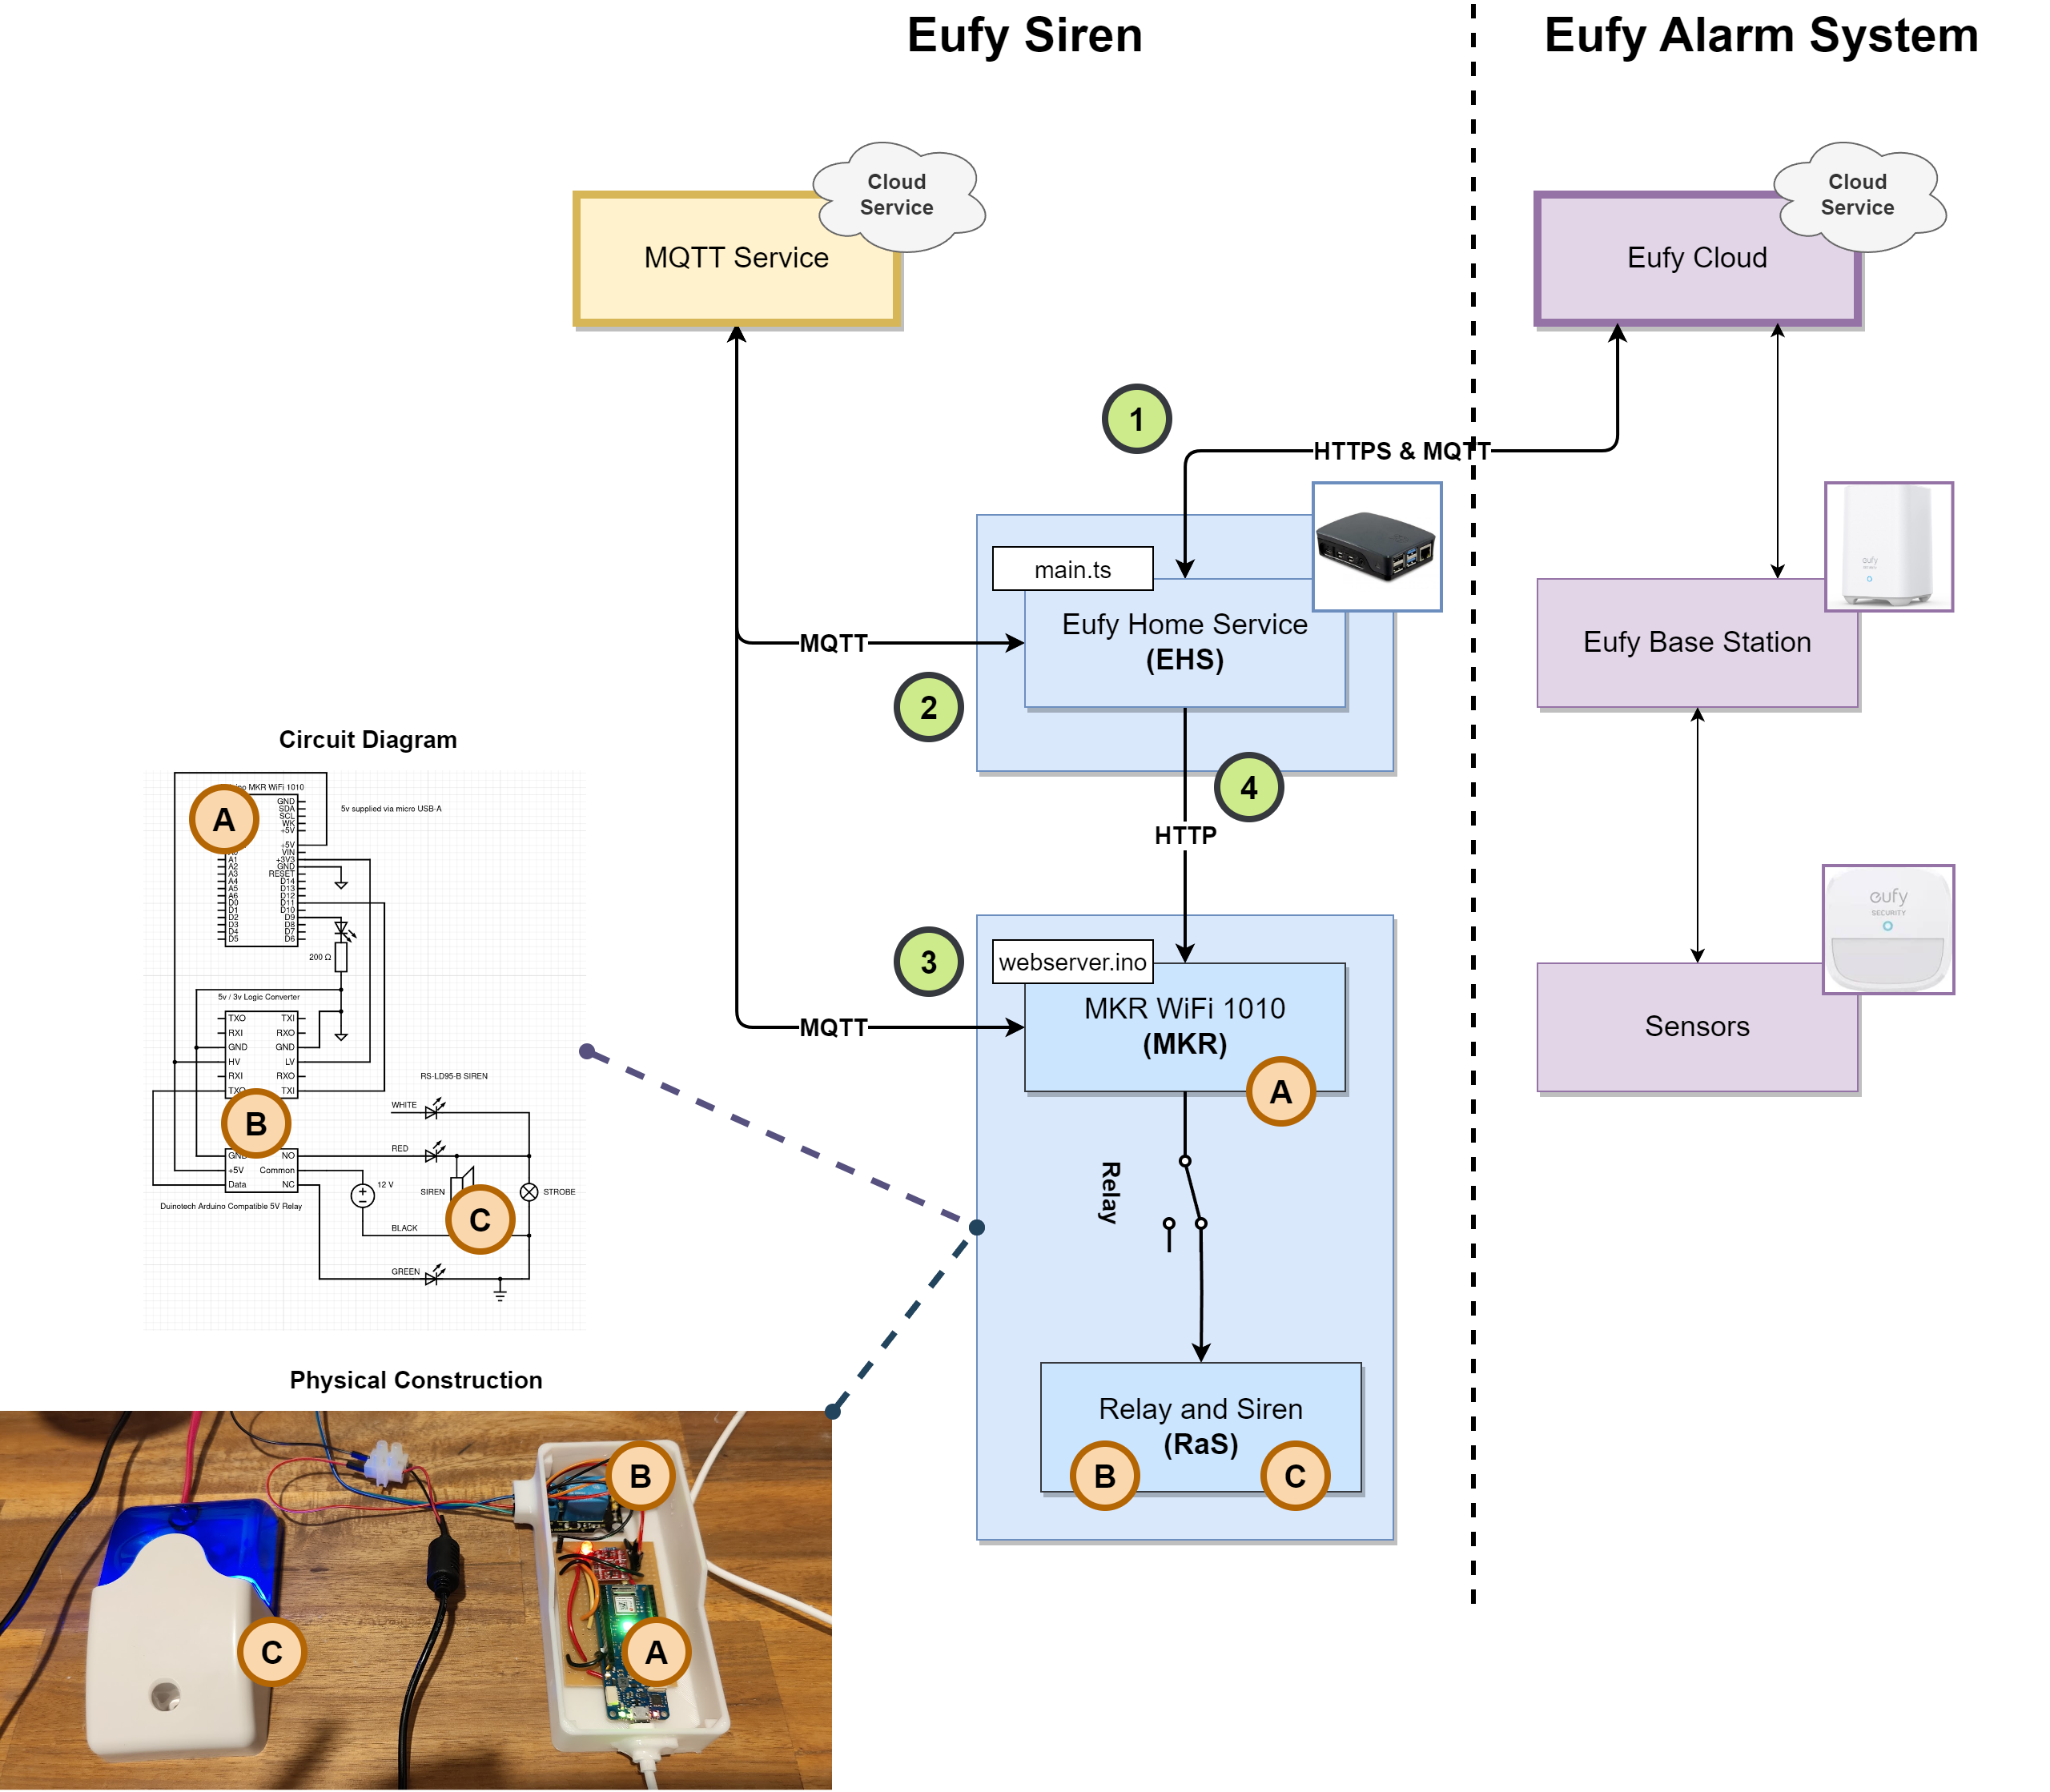 Eufy Siren
Eufy Alarm System
Cloud
Service
MQTT Service
Cloud
Service
Eufy Cloud
1
HTTPS & MQTT
main.ts
Eufy Home Service
(EHS)
MQTT
2
eufy
Eufy Base Station
4
HTTP
3
webserver.ino
MKR WiFi 1010
(MKR)
MQTT
A
eufy
SECURITY
Sensors
Relay
Relay and Siren
(RaS)
B
C
Circuit Diagram
MKR WiFi 1010
A
5v supplied via micro USB-A
GND
SDA
SCL
WK
+5V
+5V
VIN
A1 +3V3
A2 GND
A3 RESET
A4 D14
A5 D13
A6 D12
D0 D11
D1 D10
D2 D9
D3 D8
D4 D7
D5 D6
200 Ω
5v / 3v Logic Converter
TXO TXI
RXI RXO
GND GND
HV LV
RXI RXO
TXO TXI
B
RS-LD95-B SIREN
WHITE
RED
GND NO
+5V Common
Data NC
12 V
SIREN
C
STROBE
Duinotech Arduino Compatible 5V Relay
BLACK
GREEN
Physical Construction
B
A
C